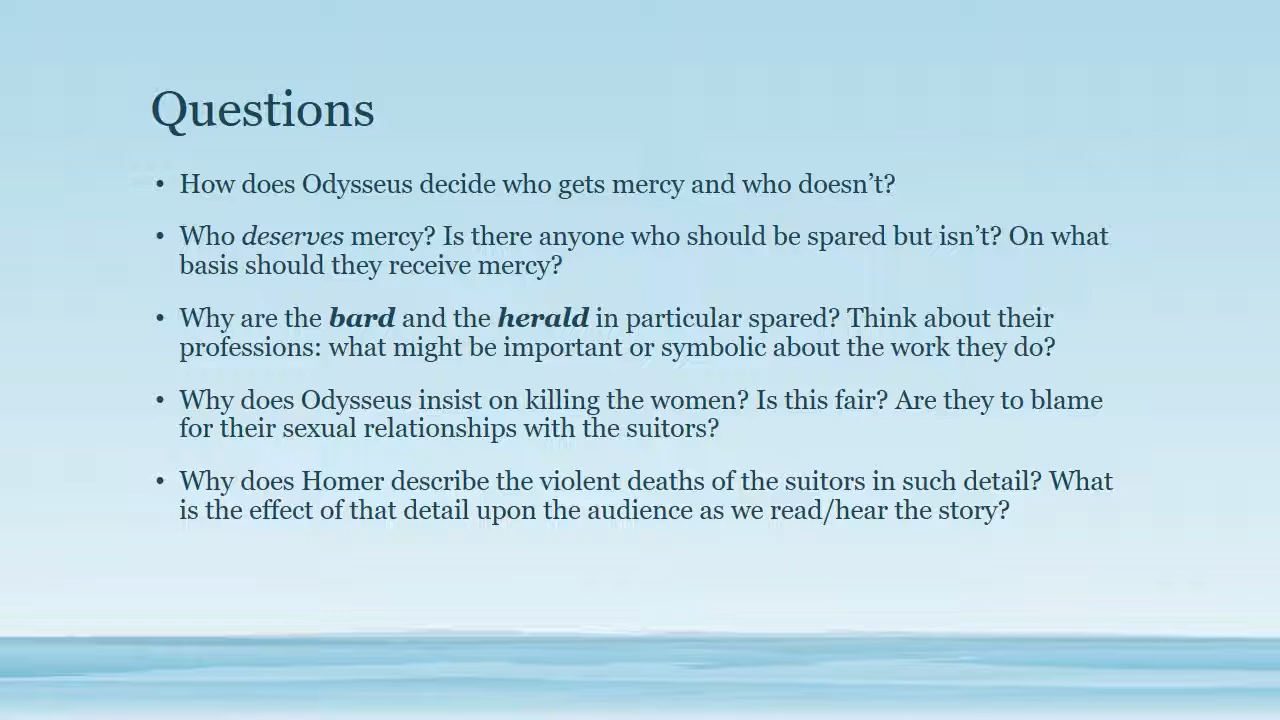 Questions
• How does Odysseus decide who gets mercy and who doesn’t?
• Who deserves mercy? Is there anyone who should be spared but isn’t? On what
basis should they receive mercy?
• Why are the bard and the herald in particular spared? Think about their
professions: what might be important or symbolic about the work they do?
• Why does Odysseus insist on killing the women? Is this fair? Are they to blame
for their sexual relationships with the suitors?
• Why does Homer describe the violent deaths of the suitors in such detail? What
is the effect of that detail upon the audience as we read/hear the story?